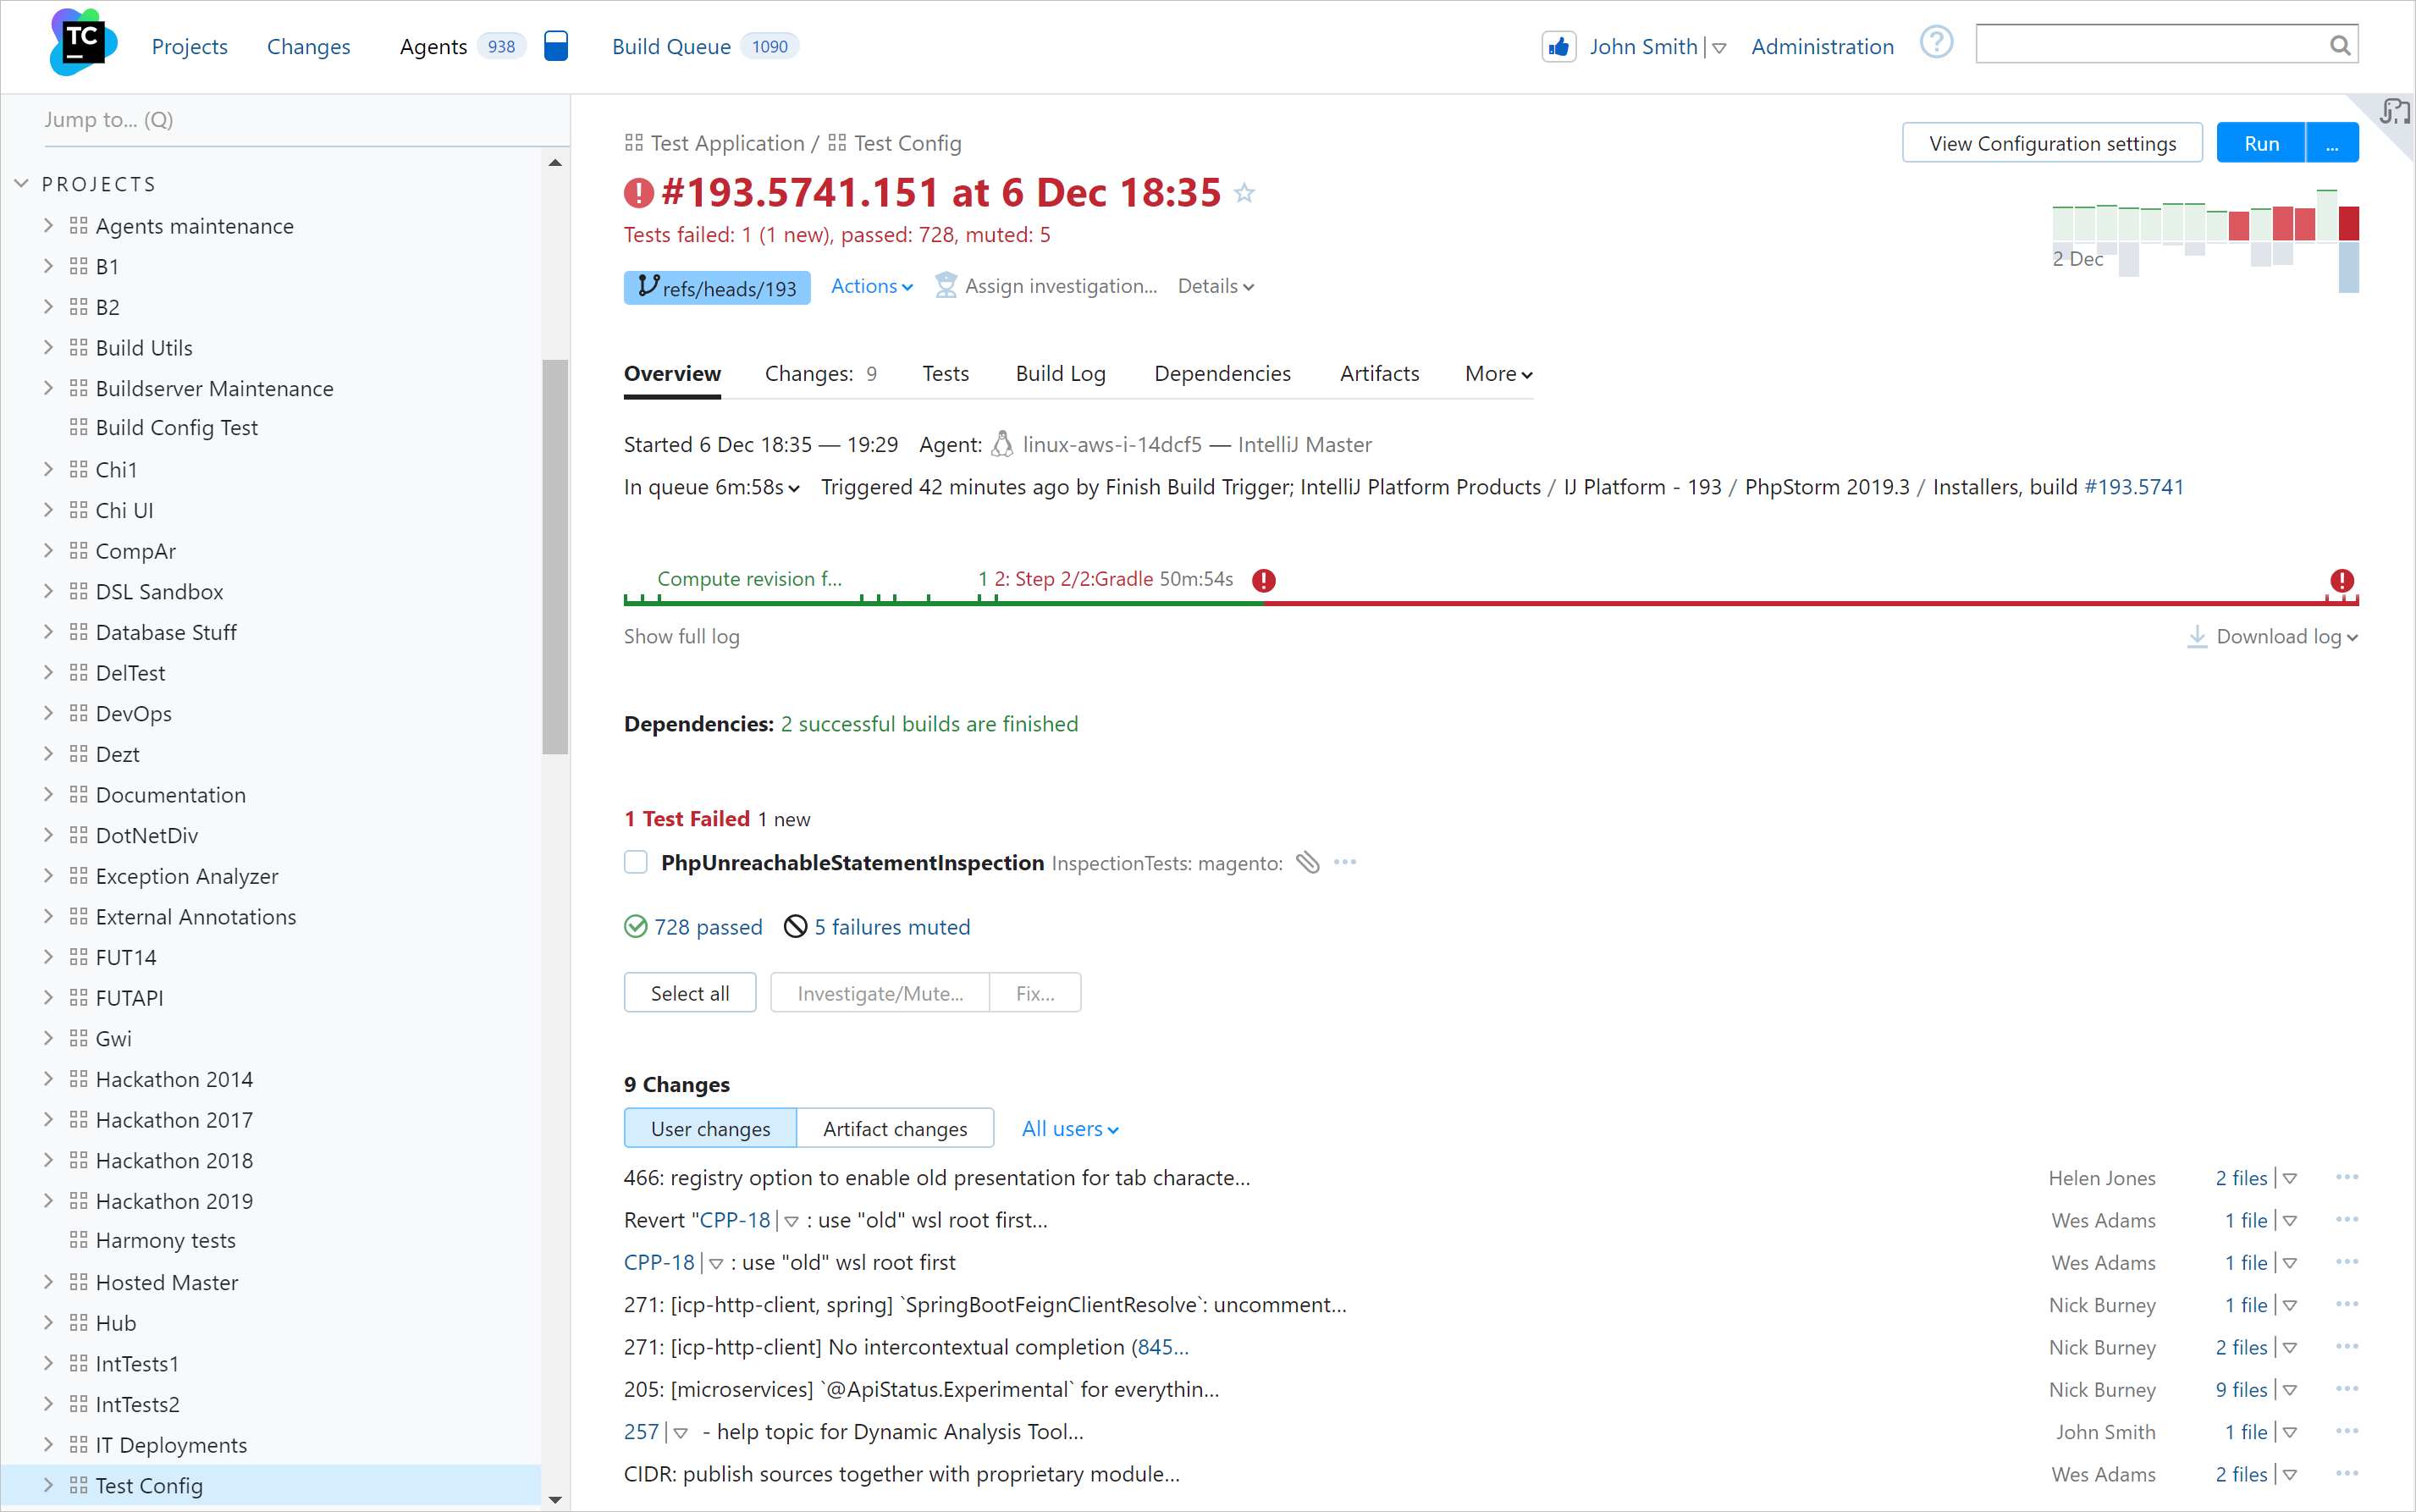 TC Projects Changes Agents 938 Build Queue 1090 John Smith Administration ?
Jump to... (Q)
PROJECTS
Agents maintenance
B1
B2
Build Utils
Buildserver Maintenance
Build Config Test
Chi1
Chi UI
CompAr
DSL Sandbox
Database Stuff
DelTest
DevOps
Dezt
Documentation
DotNetDiv
Exception Analyzer
External Annotations
FUT14
FUTAPI
Gwi
Hackathon 2014
Hackathon 2017
Hackathon 2018
Hackathon 2019
Harmony tests
Hosted Master
Hub
IntTests1
IntTests2
IT Deployments
Test Config
Test Application / Test Config
View Configuration settings Run ...
#193.5741.151 at 6 Dec 18:35
Tests failed: 1 (1 new), passed: 728, muted: 5
2 Dec
refs/heads/193 Actions Assign investigation... Details
Overview Changes: 9 Tests Build Log Dependencies Artifacts More
Started 6 Dec 18:35 — 19:29 Agent: linux-aws-i-14dcf5 — IntelliJ Master
In queue 6m:58s Triggered 42 minutes ago by Finish Build Trigger; IntelliJ Platform Products / IJ Platform - 193 / PhpStorm 2019.3 / Installers, build #193.5741
Compute revision f... 1 2: Step 2/2:Gradle 50m:54s
Show full log Download log
Dependencies: 2 successful builds are finished
1 Test Failed 1 new
PhpUnreachableStatementInspection InspectionTests: magento:
728 passed 5 failures muted
Select all Investigate/Mute... Fix...
9 Changes
User changes Artifact changes All users
466: registry option to enable old presentation for tab characte... Helen Jones 2 files
Revert "CPP-18 : use "old" wsl root first... Wes Adams 1 file
CPP-18 : use "old" wsl root first Wes Adams 1 file
271: [icp-http-client, spring] `SpringBootFeignClientResolve`: uncomment... Nick Burney 1 file
271: [icp-http-client] No intercontextual completion (845... Nick Burney 2 files
205: [microservices] `@ApiStatus.Experimental` for everythin... Nick Burney 9 files
257 - help topic for Dynamic Analysis Tool... John Smith 1 file
CIDR: publish sources together with proprietary module... Wes Adams 2 files